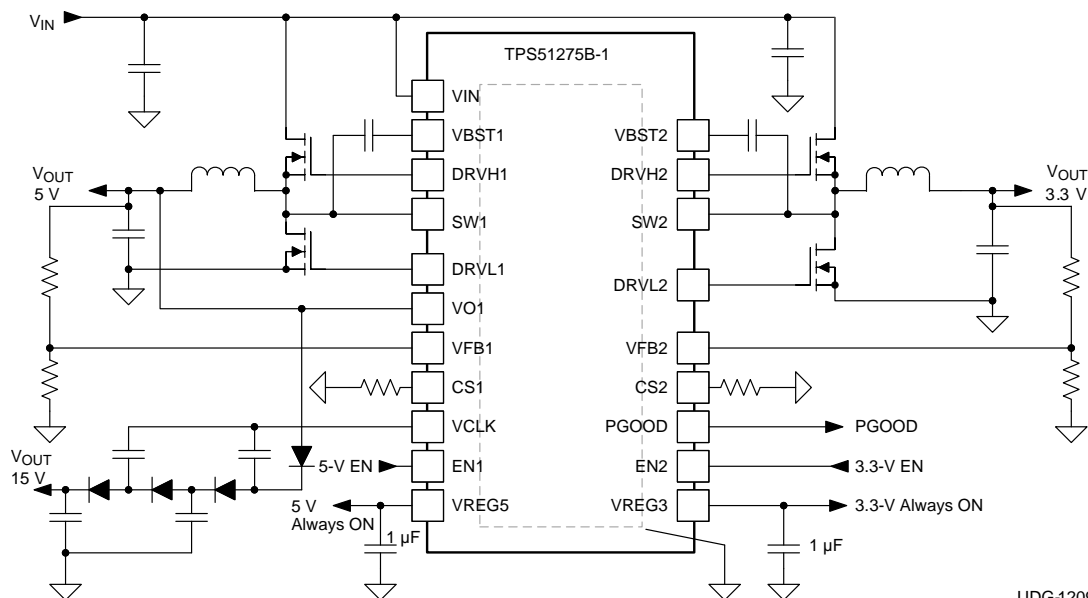 VIN
TPS51275B-1
VIN
VBST1
VBST2
DRVH1
DRVH2
VOUT
5 V
VOUT
3.3 V
SW1
SW2
DRVL1
DRVL2
VO1
VFB1
VFB2
CS1
CS2
VCLK
PGOOD
PGOOD
VOUT
15 V
5-V EN
EN1
EN2
3.3-V EN
5 V
Always ON
VREG5
VREG3
3.3-V Always ON
1 µF
1 µF